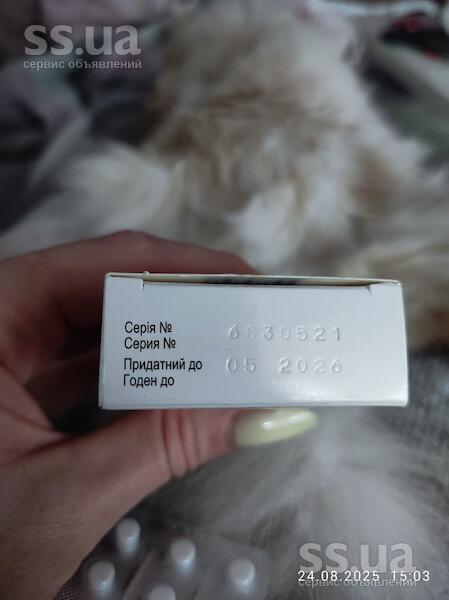 ss.ua
сервис объявлений
Серія № 6830521
Серия №
Придатний до 05 2026
Годен до
ss.ua
сервис объявлений
24.08.2025 15:03